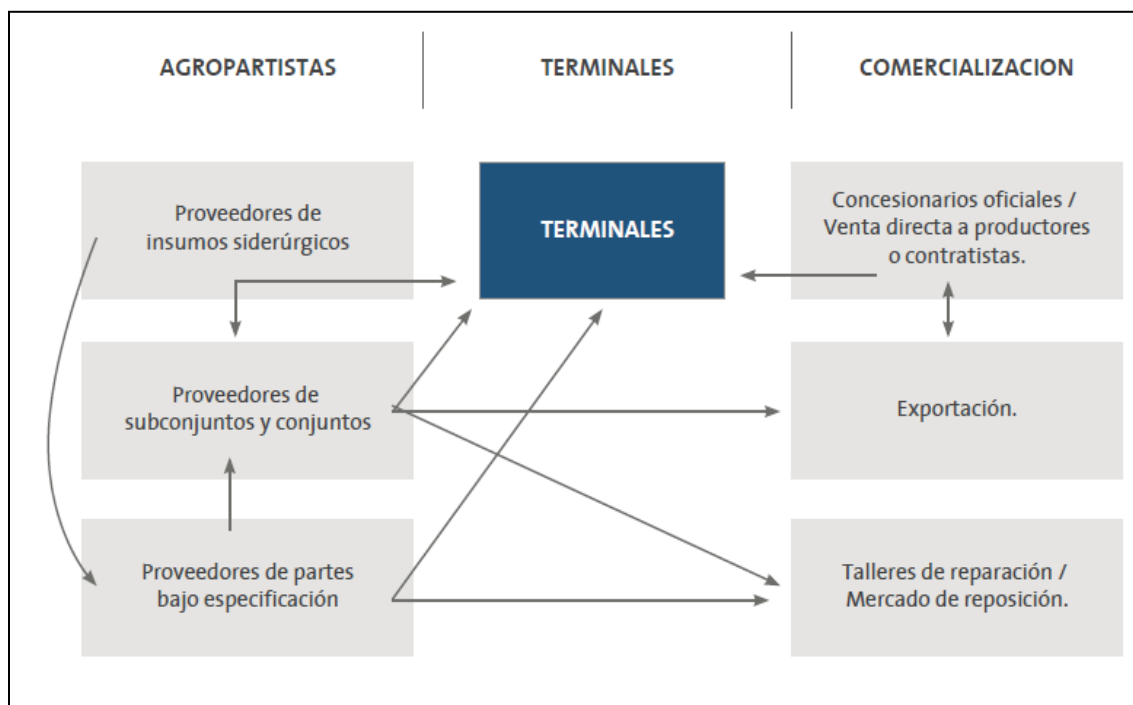 AGROPARTISTAS
TERMINALES
COMERCIALIZACION
Proveedores de
insumos siderúrgicos
TERMINALES
Concesionarios oficiales /
Venta directa a productores
o contratistas.
Proveedores de
subconjuntos y conjuntos
Exportación.
Proveedores de partes
bajo especificación
Talleres de reparación /
Mercado de reposición.